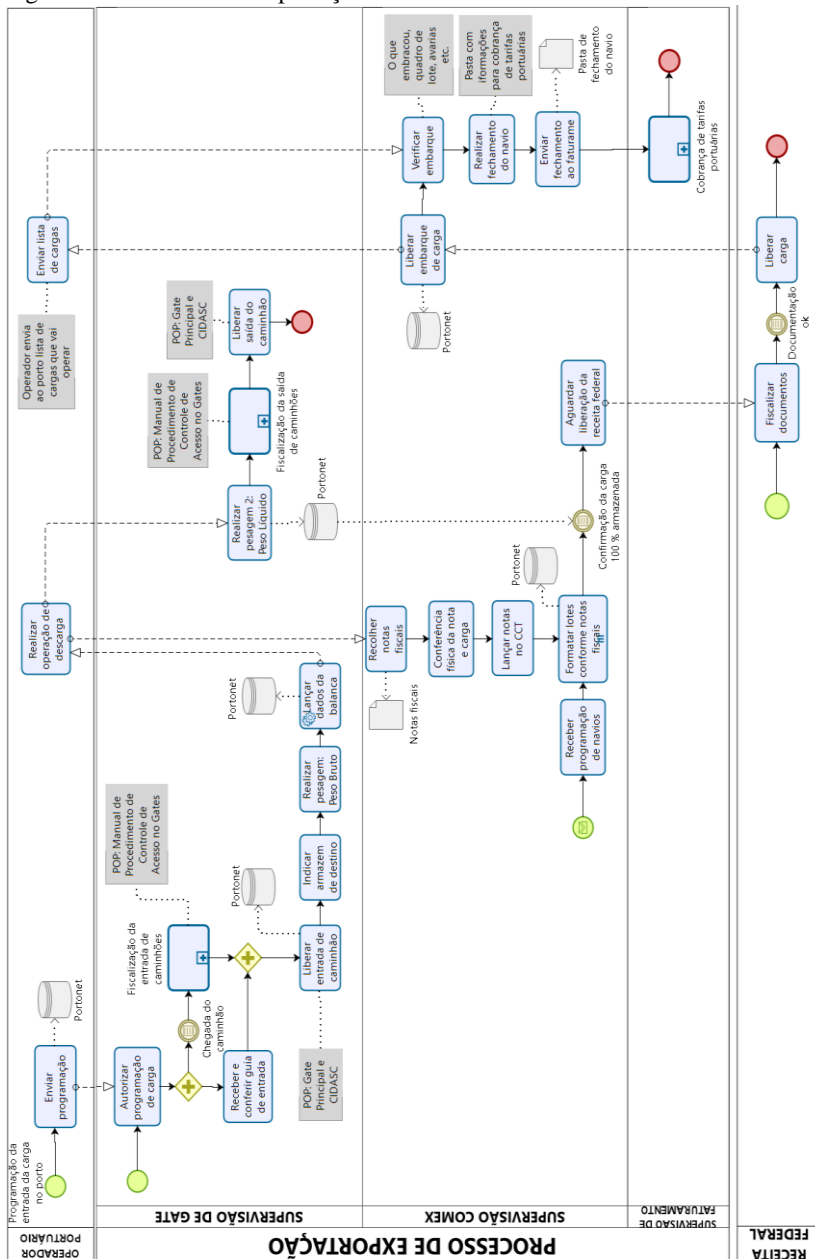 PROCESSO DE EXPORTAÇÃO
OPERADOR
PORTUÁRIO
Programação da
entrada da carga
no porto
Enviar
programação
Portonet
Realizar
operação de
descarga
Operador envia
ao porto lista de
cargas que vai
operar
Enviar lista
de cargas
SUPERVISÃO DE GATE
Autorizar
programação
de carga
Chegada do
caminhão
Receber e
conferir guia
de entrada
Fiscalização da
entrada de
caminhões
POP: Manual de
Procedimento de
Controle de
Acesso no Gates
POP: Gate
Principal e
CIDASC
Liberar
entrada de
caminhão
Portonet
Indicar
armazem
de destino
Realizar
pesagem:
Peso Bruto
Lançar
dados da
balanca
Portonet
Realizar
pesagem 2:
Peso Líquido
Portonet
Fiscalização da saída
de caminhões
POP: Manual de
Procedimento de
Controle de
Acesso no Gates
Liberar
saída do
caminhão
POP: Gate
Principal e
CIDASC
SUPERVISÃO COMEX
Recolher
notas
fiscais
Notas fiscais
Conferência
física da nota
e carga
Lançar notas
no CCT
Receber
programação
de navios
Formatar lotes
conforme notas
fiscais
Portonet
Confirmação da carga
100 % armazenada
Aguardar
liberação da
receita federal
Liberar
embarque
de carga
Portonet
Verificar
embarque
O que
embracou,
quadro de
lote, avarias
etc.
Realizar
fechamento
do navio
Pasta com
iformações
para cobrança
de tarifas
portuárias
Enviar
fechamento
ao faturame
Pasta de
fechamento
do navio
SUPERVISÃO DE
FATURAMENTO
Cobrança de tarifas
portuárias
RECEITA
FEDERAL
Fiscalizar
documentos
Documentação
ok
Liberar
carga